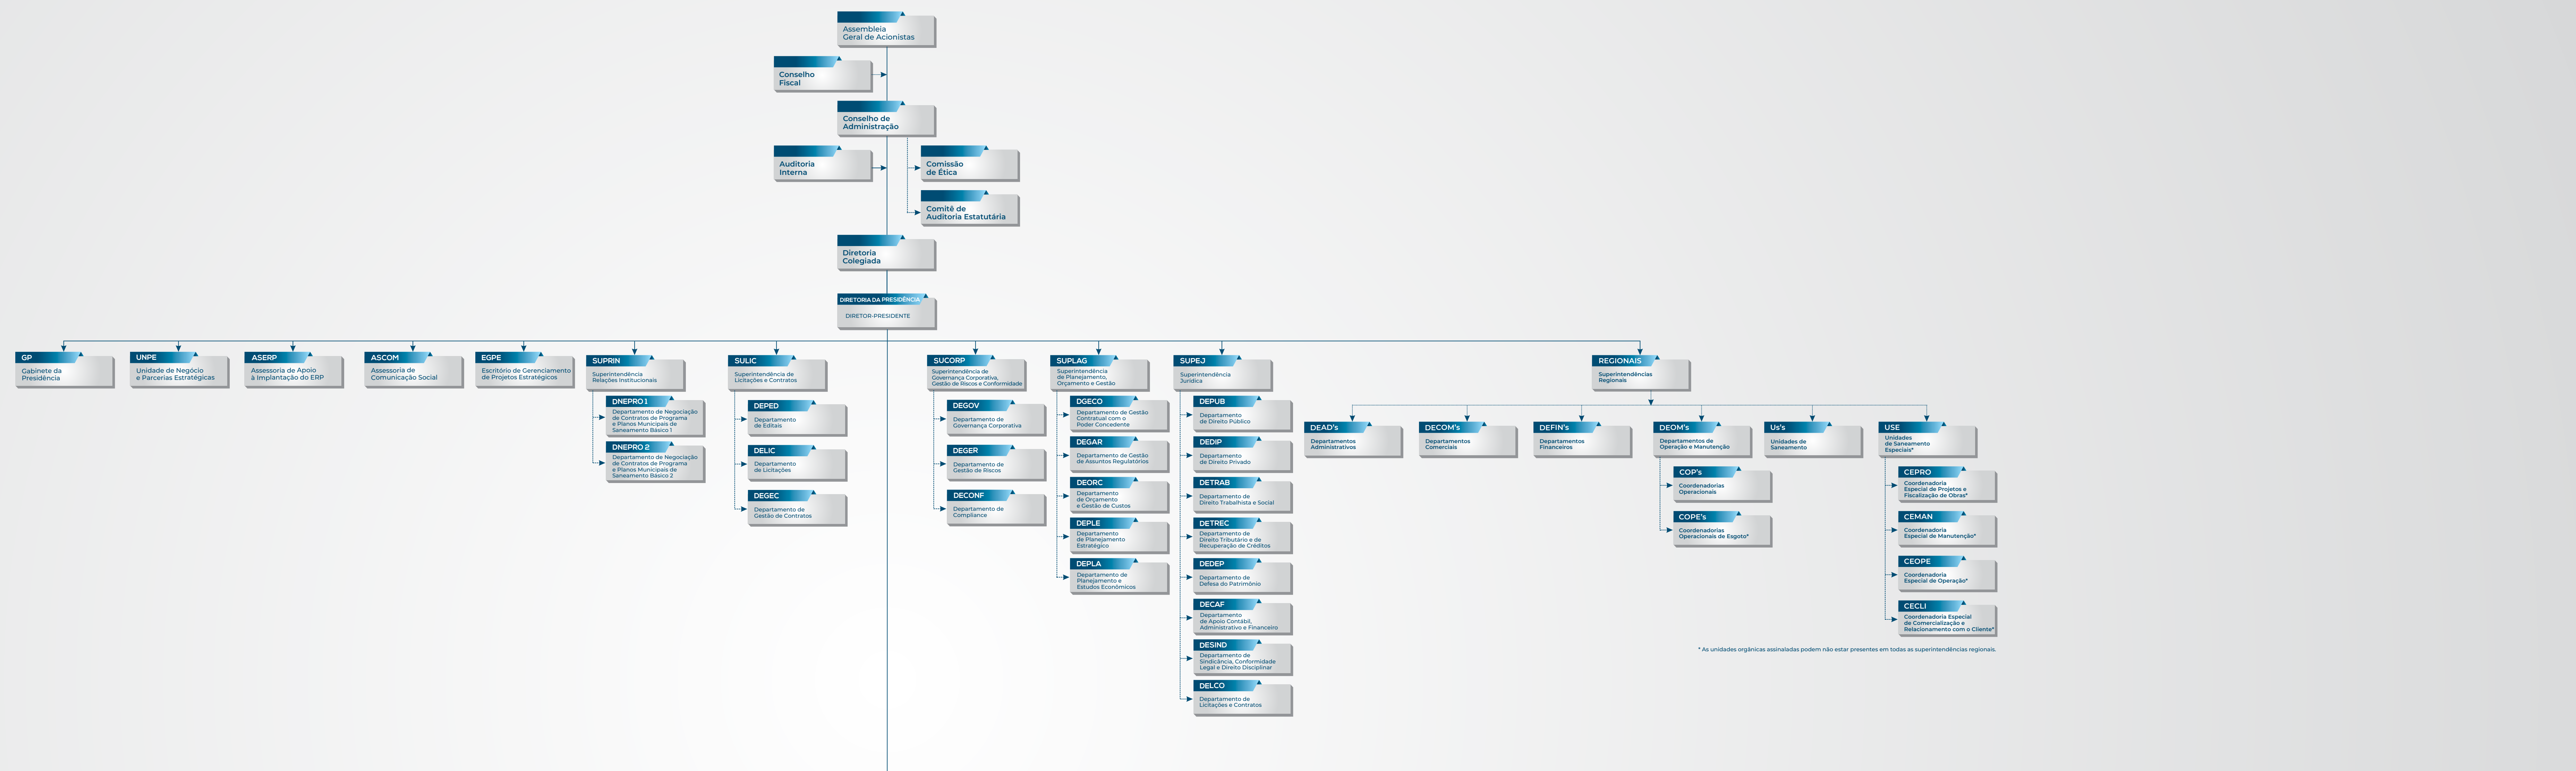 Assembleia
Geral de Acionistas
Conselho
Fiscal
Conselho de
Administração
Auditoria
Interna
Comissão
de Ética
Comitê de
Auditoria Estatutária
Diretoria
Colegiada
DIRETORIA DA PRESIDÊNCIA
DIRETOR-PRESIDENTE
GP
Gabinete da
Presidência
UNPE
Unidade de Negócio
e Parcerias Estratégicas
ASERP
Assessoria de Apoio
à Implantação do ERP
ASCOM
Assessoria de
Comunicação Social
EGPE
Escritório de Gerenciamento
de Projetos Estratégicos
SUPRIN
Superintendência
Relações Institucionais
DNEPRO 1
Departamento de Negociação
de Contratos de Programa
e Planos Municipais de
Saneamento Básico 1
DNEPRO 2
Departamento de Negociação
de Contratos de Programa
e Planos Municipais de
Saneamento Básico 2
SULIC
Superintendência de
Licitações e Contratos
DEPED
Departamento
de Editais
DELIC
Departamento
de Licitações
DEGEC
Departamento de
Gestão de Contratos
SUCORP
Superintendência de
Governança Corporativa,
Gestão de Riscos e Conformidade
DEGOV
Departamento de
Governança Corporativa
DEGER
Departamento de
Gestão de Riscos
DECONF
Departamento de
Compliance
SUPLAG
Superintendência
de Planejamento,
Orçamento e Gestão
DGECO
Departamento de Gestão
Contratual com o
Poder Concedente
DEGAR
Departamento de Gestão
de Assuntos Regulatórios
DEORC
Departamento
de Orçamento
e Gestão de Custos
DEPLE
Departamento
de Planejamento
Estratégico
DEPLA
Departamento de
Planejamento e
Estudos Econômicos
SUPEJ
Superintendência
Jurídica
DEPUB
Departamento
de Direito Público
DEDIP
Departamento
de Direito Privado
DETRAB
Departamento de
Direito Trabalhista e Social
DETREC
Departamento de
Direito Tributário e de
Recuperação de Créditos
DEDEP
Departamento de
Defesa do Patrimônio
DECAF
Departamento
de Apoio Contábil,
Administrativo e Financeiro
DESIND
Departamento de
Sindicância, Conformidade
Legal e Direito Disciplinar
DELCO
Departamento de
Licitações e Contratos
REGIONAIS
Superintendências
Regionais
DEAD's
Departamentos
Administrativos
DECOM's
Departamentos
Comerciais
DEFIN's
Departamentos
Financeiros
DEOM's
Departamentos de
Operação e Manutenção
COP's
Coordenadorias
Operacionais
COPE's
Coordenadorias
Operacionais de Esgoto*
Us's
Unidades de
Saneamento
USE
Unidades
de Saneamento
Especiais*
CEPRO
Coordenadoria
Especial de Projetos e
Fiscalização de Obras*
CEMAN
Coordenadoria
Especial de Manutenção*
CEOPE
Coordenadoria
Especial de Operação*
CECLI
Coordenadoria Especial
de Comercialização e
Relacionamento com o Cliente*
* As unidades orgânicas assinaladas podem não estar presentes em todas as superintendências regionais.